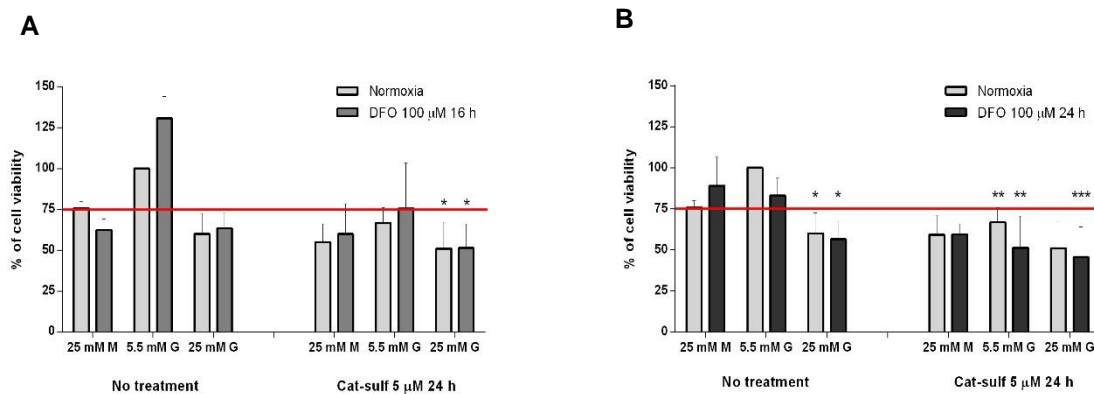 A
% of cell viability
150
125
100
75
50
25
0
Normoxia
DFO 100 µM 16 h
* *
25 mM M 5.5 mM G 25 mM G 25 mM M 5.5 mM G 25 mM G
No treatment Cat-sulf 5 µM 24 h
B
% of cell viability
150
125
100
75
50
25
0
Normoxia
DFO 100 µM 24 h
* * ** ** ***
25 mM M 5.5 mM G 25 mM G 25 mM M 5.5 mM G 25 mM G
No treatment Cat-sulf 5 µM 24 h